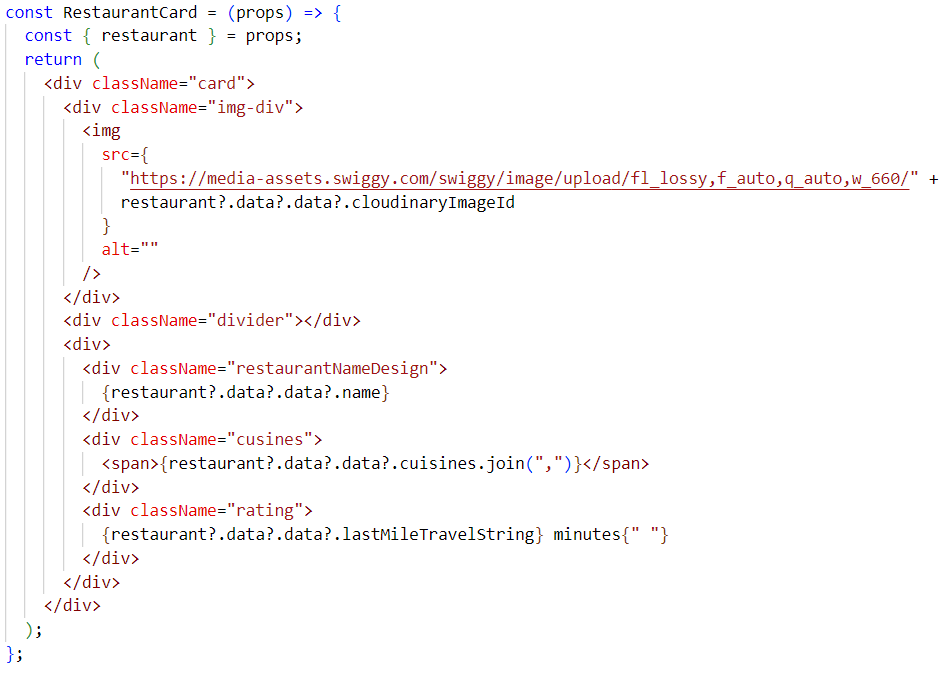 const RestaurantCard = (props) => {
  const { restaurant } = props;
  return (
    <div className="card">
      <div className="img-div">
        <img
          src={
            "https://media-assets.swiggy.com/swiggy/image/upload/fl_lossy,f_auto,q_auto,w_660/" +
            restaurant?.data?.data?.cloudinaryImageId
          }
          alt=""
        />
      </div>
      <div className="divider"></div>
      <div>
        <div className="restaurantNameDesign">
          {restaurant?.data?.data?.name}
        </div>
        <div className="cusines">
          <span>{restaurant?.data?.data?.cuisines.join(",")}</span>
        </div>
        <div className="rating">
          {restaurant?.data?.data?.lastMileTravelString} minutes{" "}
        </div>
      </div>
    </div>
  );
};